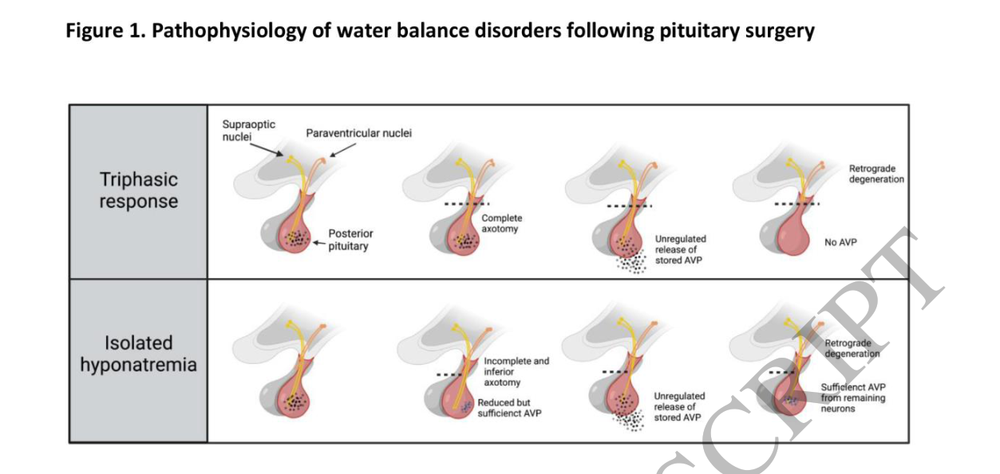 Figure 1. Pathophysiology of water balance disorders following pituitary surgery
Triphasic
response
Supraoptic
nuclei
Paraventricular nuclei
Posterior
pituitary
Complete
axotomy
Unregulated
release of
stored AVP
Retrograde
degeneration
No AVP
Isolated
hyponatremia
Incomplete and
inferior
axotomy
Reduced but
sufficienct AVP
Unregulated
release of
stored AVP
Retrograde
degeneration
Sufficienct AVP
from remaining
neurons
SCRIPT